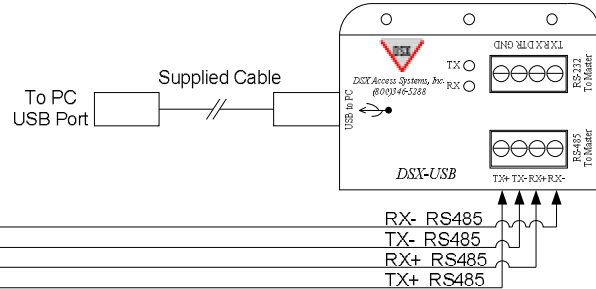 GND DTR RX TX
DSX
TX
RX
DSX Access Systems, Inc.
(800)346-5288
RS-232
To Master
Supplied Cable
To PC
USB Port
USB to PC
RS-485
To Master
DSX-USB
TX+ TX- RX+ RX-
RX- RS485
TX- RS485
RX+ RS485
TX+ RS485